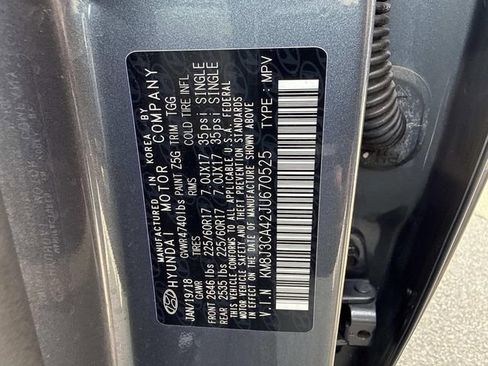 MANUFACTURED IN KOREA BY
HYUNDAI MOTOR COMPANY
JAN/19/18 GVWR 4740 lbs PAINT Z5G TRIM TGG
GAWR TIRES RIMS COLD TIRE INFL.
FRONT 2646 lbs 225/60R17 7.0JX17 35psi SINGLE
REAR 2535 lbs 225/60R17 7.0JX17 35psi SINGLE
THIS VEHICLE CONFORMS TO ALL APPLICABLE U.S. FEDERAL
MOTOR VEHICLE SAFETY, BUMPER, AND THEFT PREVENTION STANDARDS
IN EFFECT ON THE DATE OF MANUFACTURE SHOWN ABOVE
V.I.N KM8J3CA42JU670525 TYPE : MPV